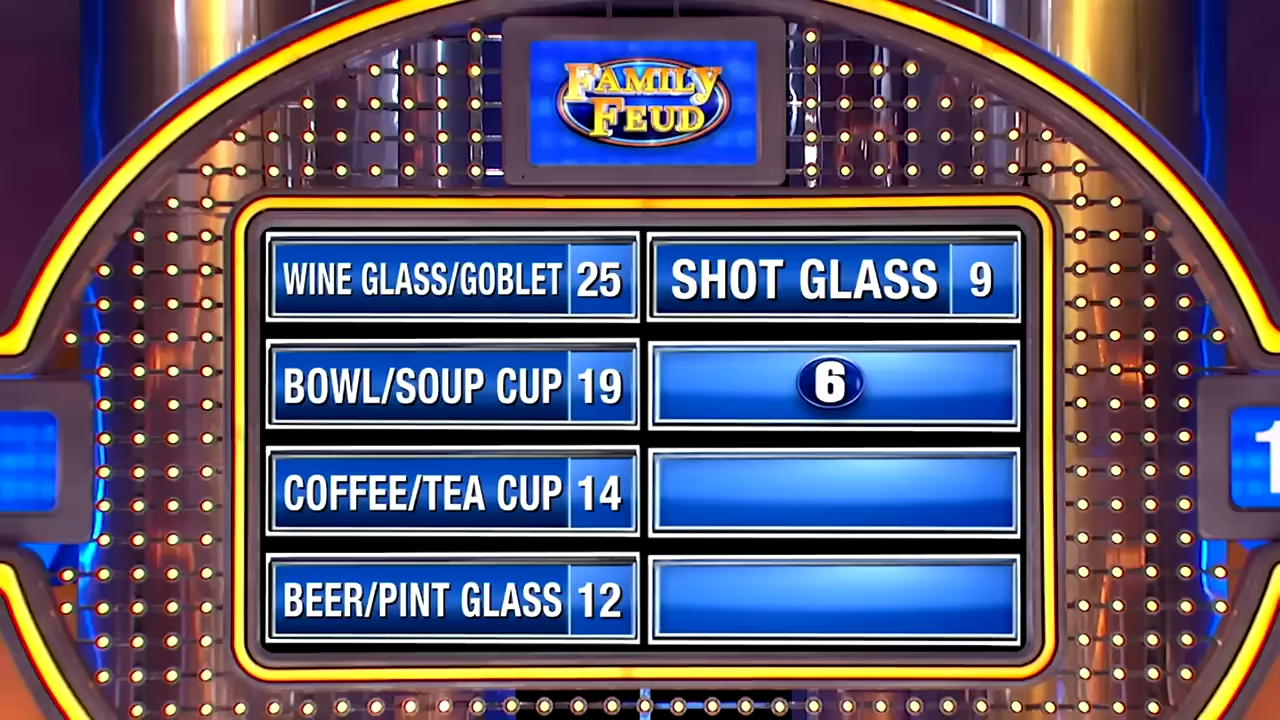 FAMILY
FEUD
WINE GLASS/GOBLET 25
BOWL/SOUP CUP 19
COFFEE/TEA CUP 14
BEER/PINT GLASS 12
SHOT GLASS 9
6
1